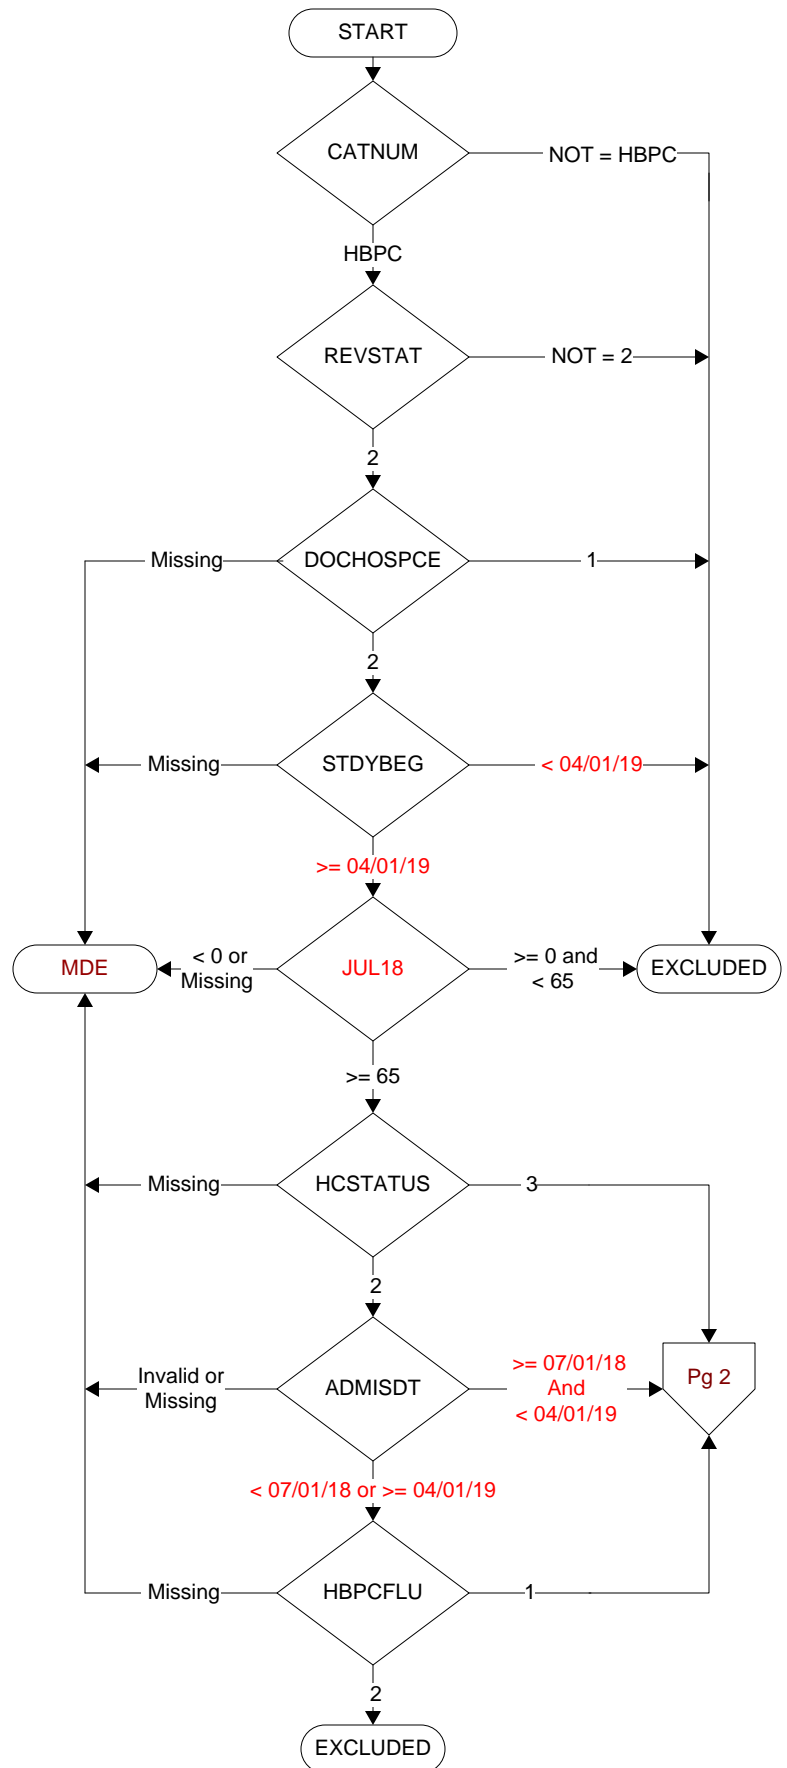 START
CATNUM
NOT = HBPC
HBPC
REVSTAT
NOT = 2
2
Missing
DOCHOSPCE
1
2
Missing
STDYBEG
< 04/01/19
>= 04/01/19
MDE
< 0 or
Missing
JUL18
>= 0 and
< 65
EXCLUDED
>= 65
Missing
HCSTATUS
3
2
Invalid or
Missing
ADMISDT
>= 07/01/18
And
< 04/01/19
Pg 2
< 07/01/18 or >= 04/01/19
Missing
HBPCFLU
1
2
EXCLUDED